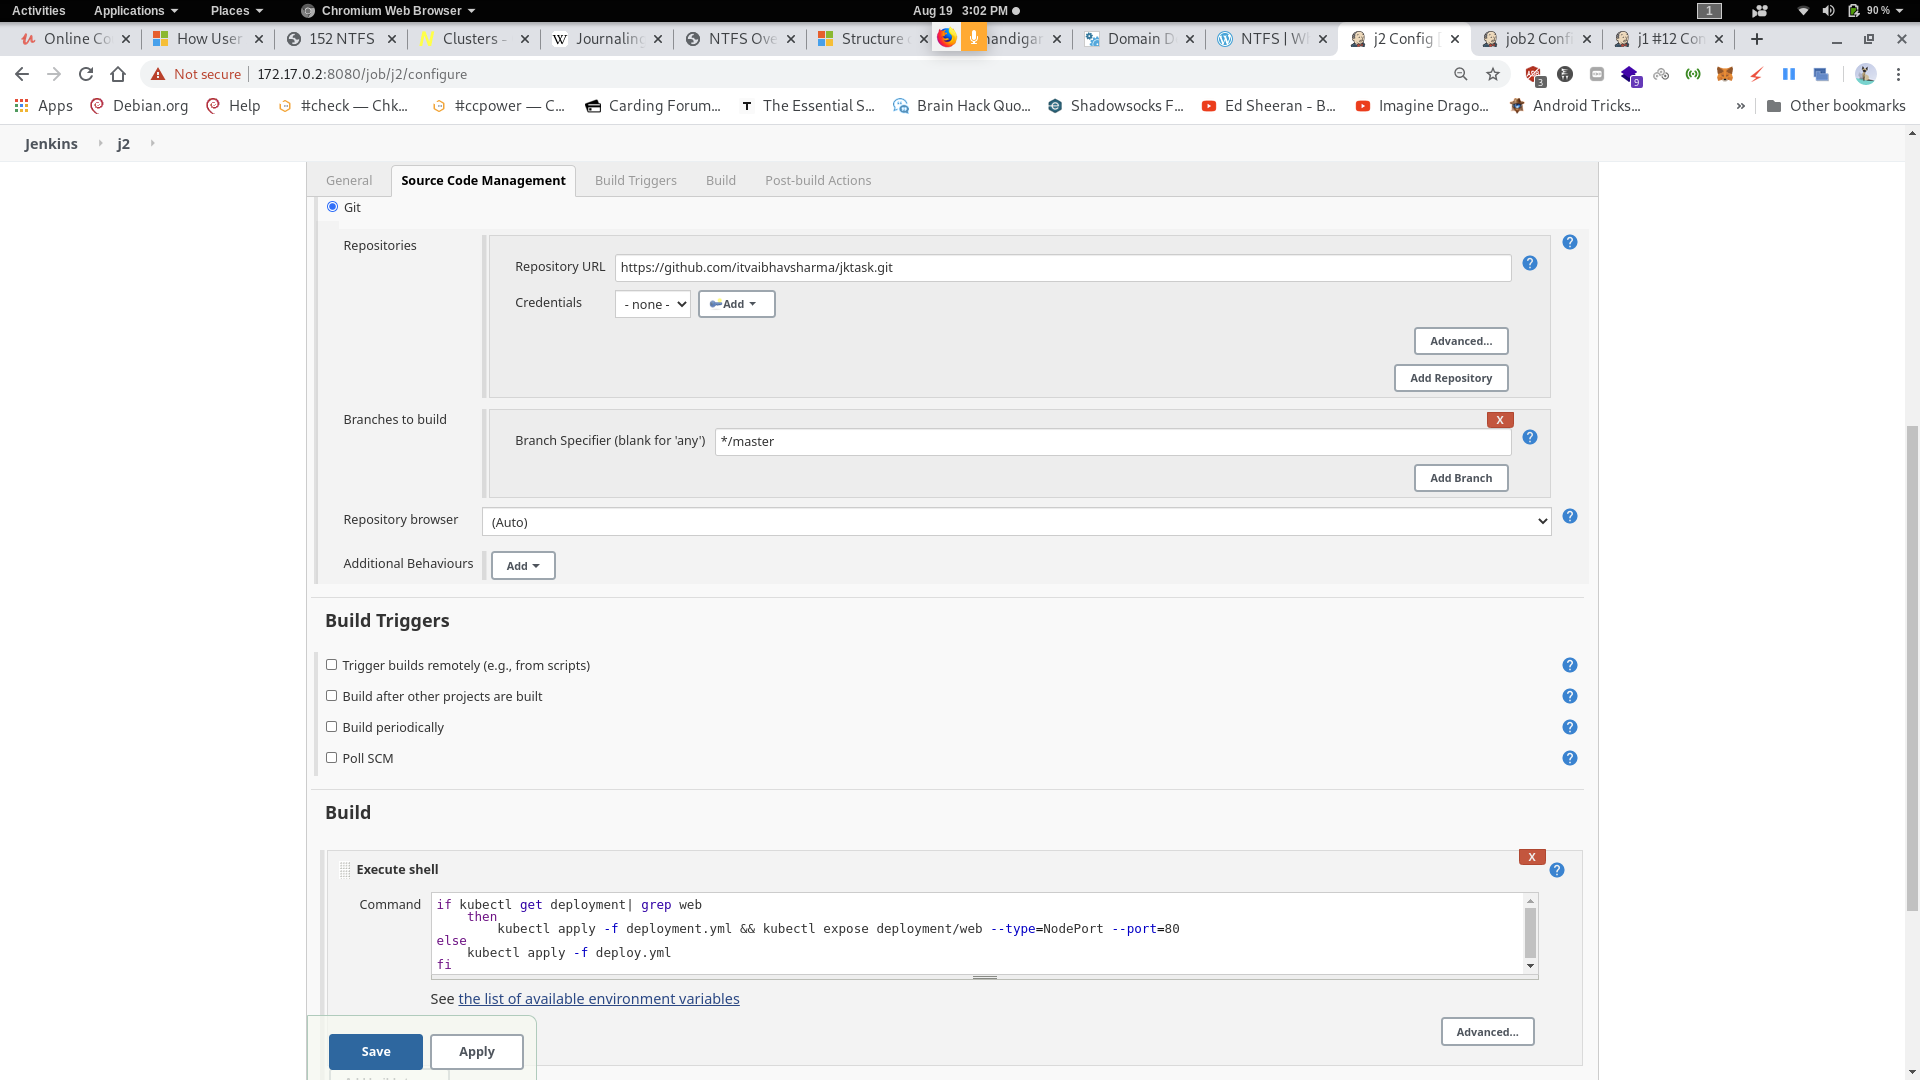 Activities Applications Places Chromium Web Browser Aug 19 3:02 PM 1 90 %
Online Co How User 152 NTFS Clusters - Journaling NTFS Ove Structure handigar Domain D NTFS | W j2 Config job2 Confi j1 #12 Con
Not secure 172.17.0.2:8080/job/j2/configure 3 9
Apps Debian.org Help #check — Chk... #ccpower — C... Carding Forum... T The Essential S... Brain Hack Quo... Shadowsocks F... Ed Sheeran - B... Imagine Drago... Android Tricks... » Other bookmarks
Jenkins j2
General Source Code Management Build Triggers Build Post-build Actions
Git
Repositories
Repository URL https://github.com/itvaibhavsharma/jktask.git
Credentials - none - Add
Advanced...
Add Repository
Branches to build X
Branch Specifier (blank for 'any') */master
Add Branch
Repository browser (Auto)
Additional Behaviours Add
Build Triggers
Trigger builds remotely (e.g., from scripts)
Build after other projects are built
Build periodically
Poll SCM
Build
X
Execute shell
Command if kubectl get deployment| grep web
then
kubectl apply -f deployment.yml && kubectl expose deployment/web --type=NodePort --port=80
else
kubectl apply -f deploy.yml
fi
See the list of available environment variables
Advanced...
Save Apply